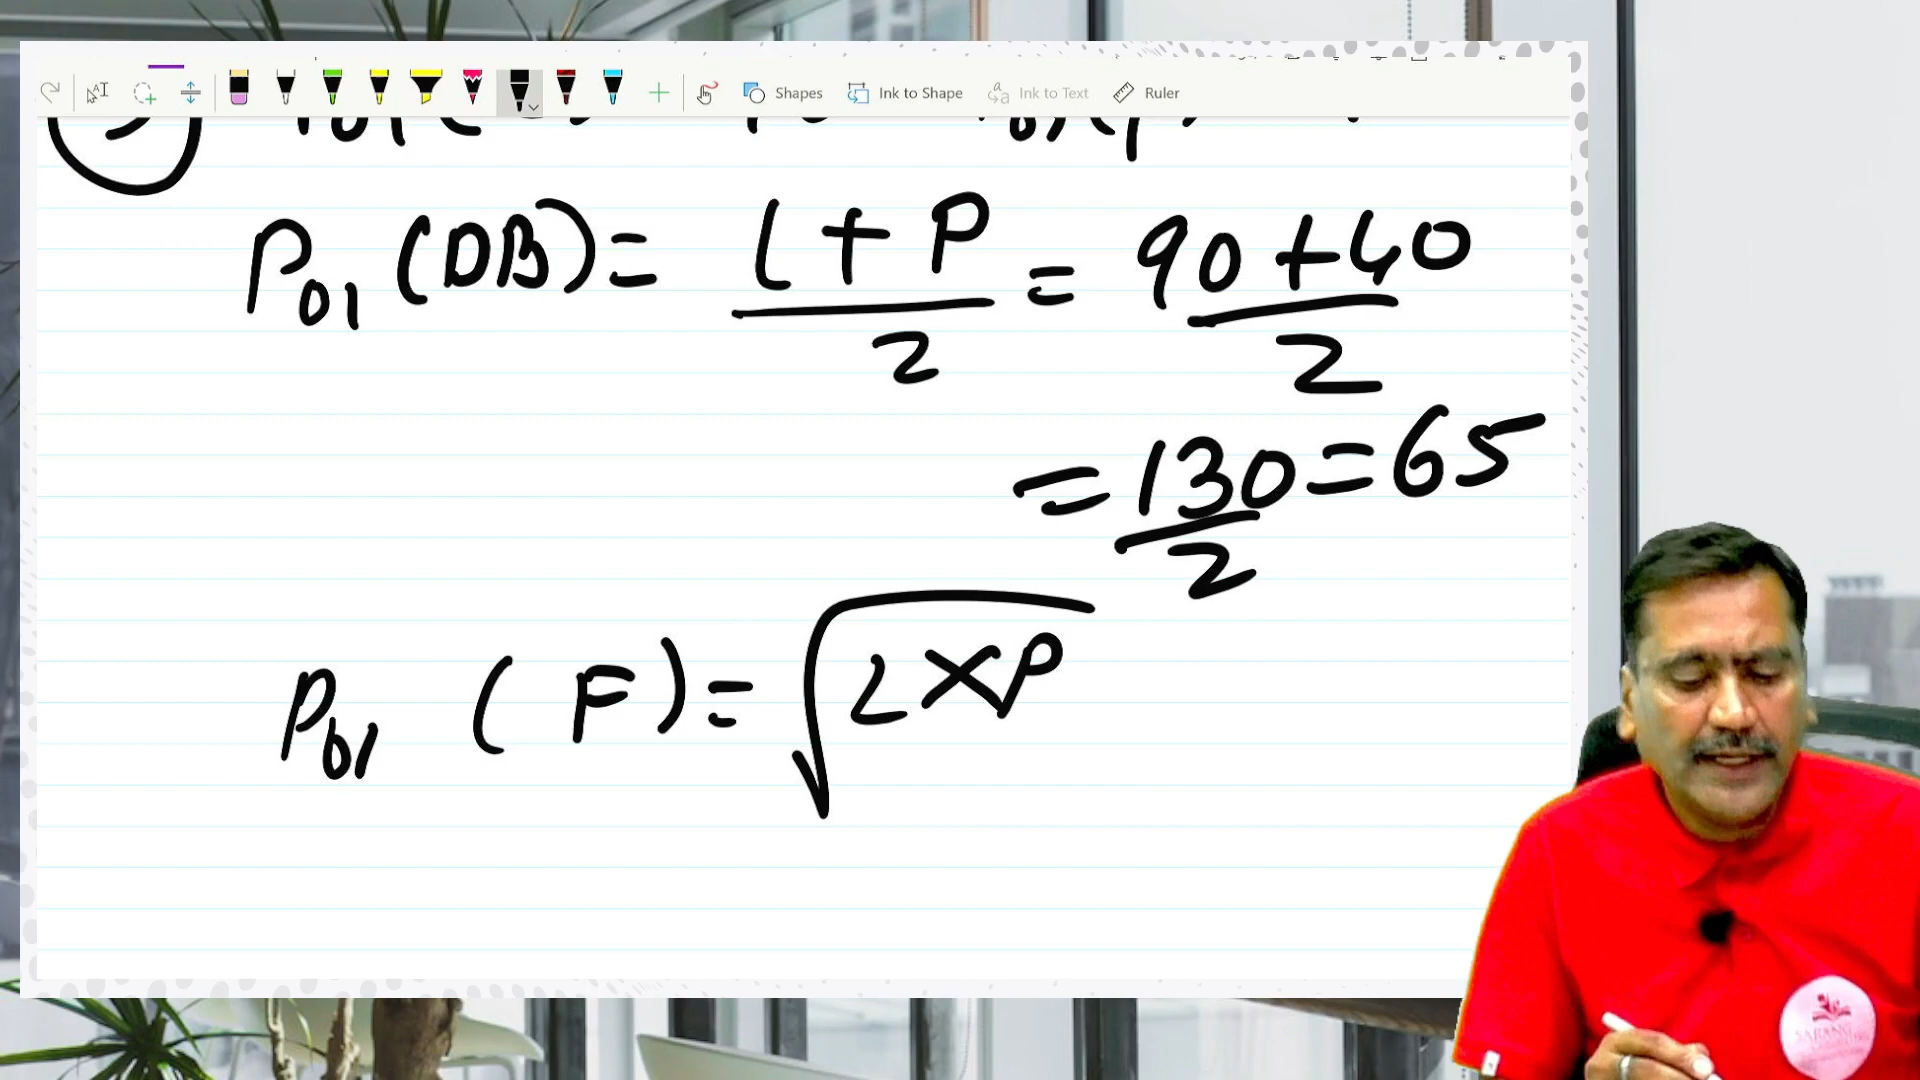 Shapes Ink to Shape Ink to Text Ruler
P01 (DB) = L + P / 2 = 90 + 40 / 2
= 130 / 2 = 65
P01 (F) = √L X P